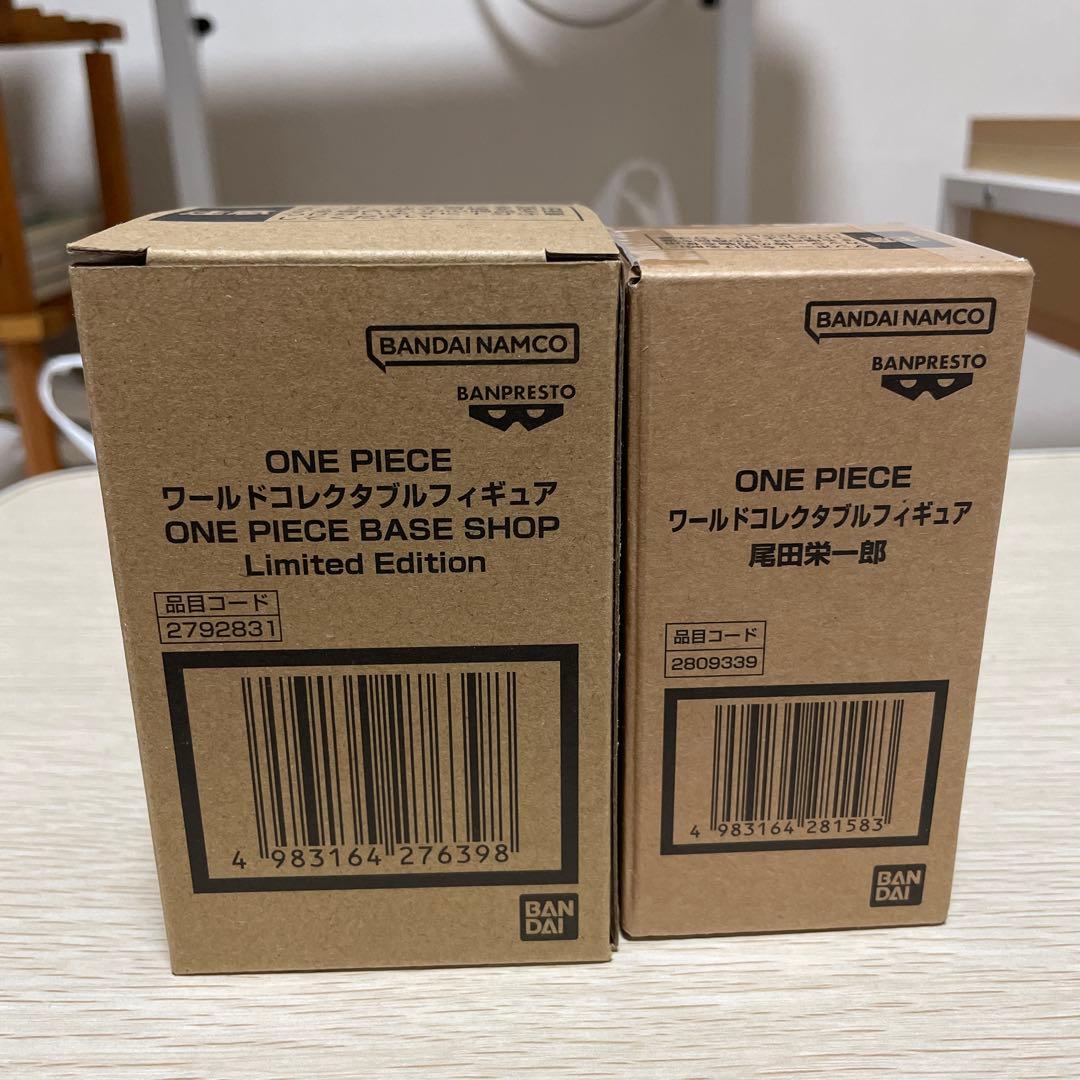 BANDAI NAMCO
BANPRESTO
ONE PIECE
ワールドコレクタブルフィギュア
ONE PIECE BASE SHOP
Limited Edition
品目コード
2792831
4 983164 276398
BAN
DAI
BANDAI NAMCO
BANPRESTO
ONE PIECE
ワールドコレクタブルフィギュア
尾田栄一郎
品目コード
2809339
4 983164 281583
BAN
DAI